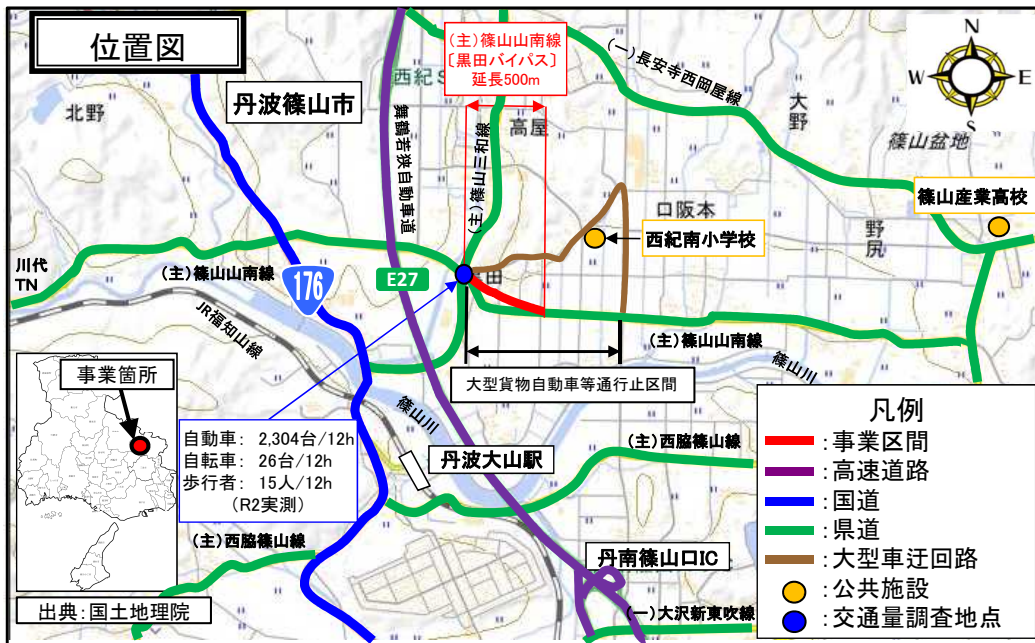 位置図
(主)篠山山南線
〔黒田バイパス〕
延長500m
(一)長安寺西岡屋線
N
W
E
S
丹波篠山市
西紀S
北野
高屋
大野
篠山盆地
舞鶴若狭自動車道
(主)篠山三和線
口阪本
野尻
篠山産業高校
西紀南小学校
川代
TN
(主)篠山山南線
176
E27
田
JR福知山線
(主)篠山山南線
篠山川
大型貨物自動車等通行止区間
事業箇所
自動車： 2,304台/12h
自転車： 26台/12h
歩行者： 15人/12h
(R2実測)
篠山川
丹波大山駅
(主)西脇篠山線
(主)西脇篠山線
丹南篠山口IC
(一)大沢新東吹線
出典：国土地理院
凡例
：事業区間
：高速道路
：国道
：県道
：大型車迂回路
：公共施設
：交通量調査地点